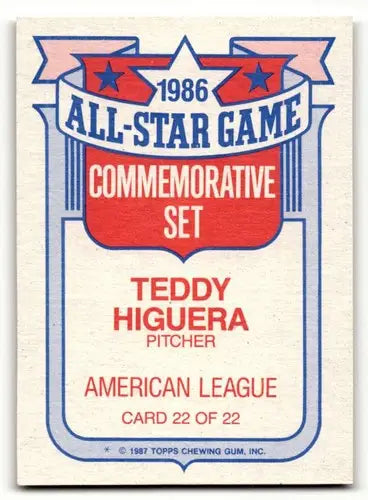 1986
ALL-STAR GAME
COMMEMORATIVE
SET
TEDDY
HIGUERA
PITCHER
AMERICAN LEAGUE
CARD 22 OF 22
* © 1987 TOPPS CHEWING GUM, INC.